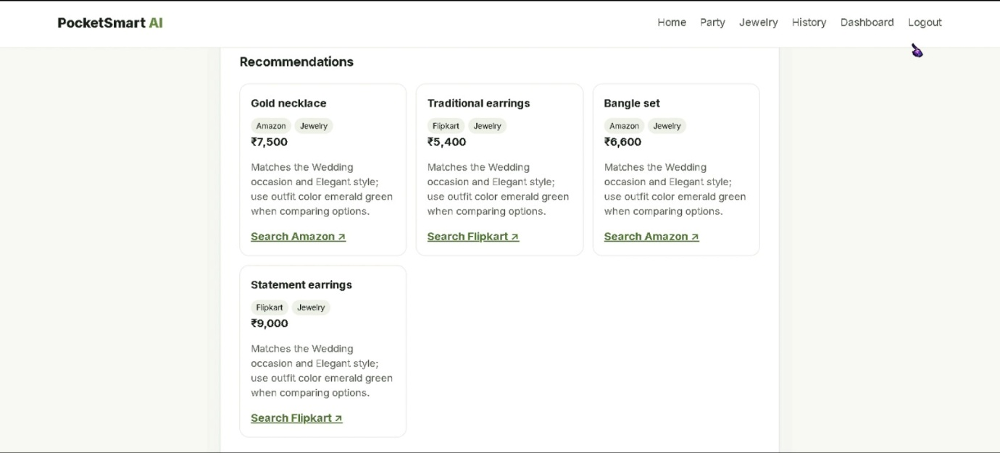 PocketSmart AI
Home Party Jewelry History Dashboard Logout
Recommendations
Gold necklace
Amazon Jewelry
₹7,500
Matches the Wedding
occasion and Elegant style;
use outfit color emerald green
when comparing options.
Search Amazon ↗
Traditional earrings
Flipkart Jewelry
₹5,400
Matches the Wedding
occasion and Elegant style;
use outfit color emerald green
when comparing options.
Search Flipkart ↗
Bangle set
Amazon Jewelry
₹6,600
Matches the Wedding
occasion and Elegant style;
use outfit color emerald green
when comparing options.
Search Amazon ↗
Statement earrings
Flipkart Jewelry
₹9,000
Matches the Wedding
occasion and Elegant style;
use outfit color emerald green
when comparing options.
Search Flipkart ↗